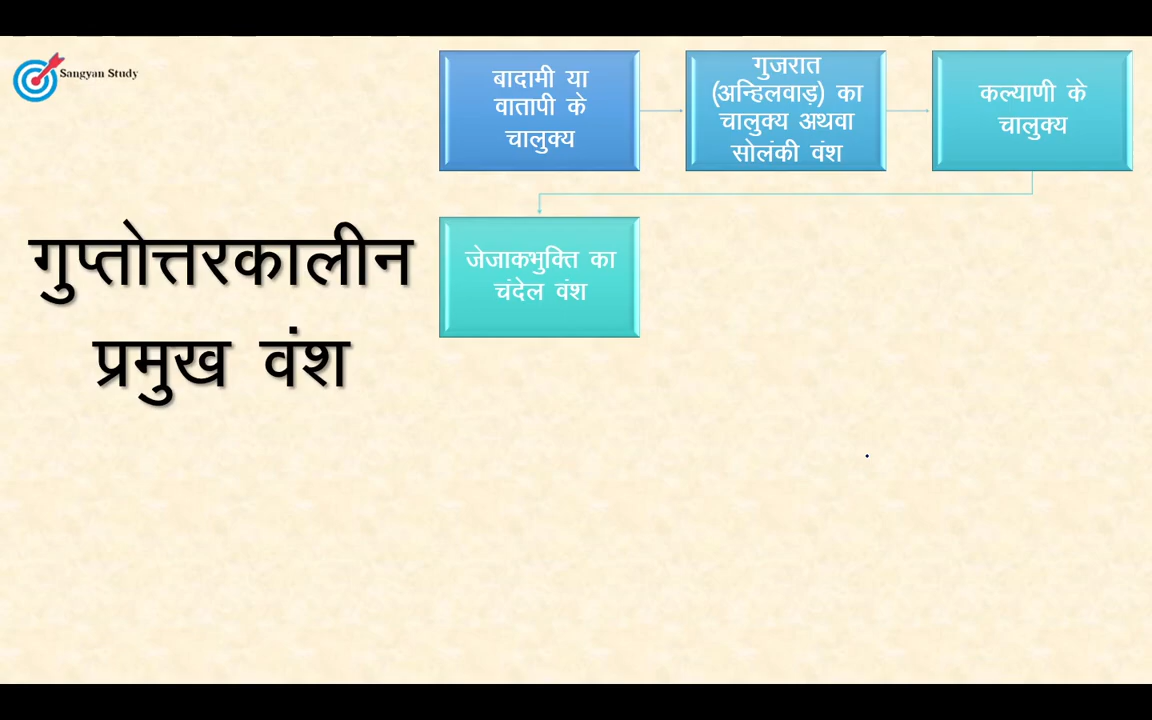 Sangyan Study
बादामी या
वातापी के
चालुक्य
गुजरात
(अन्हिलवाड़) का
चालुक्य अथवा
सोलंकी वंश
कल्याणी के
चालुक्य
जेजाकभुक्ति का
चंदेल वंश
गुप्तोत्तरकालीन
प्रमुख वंश